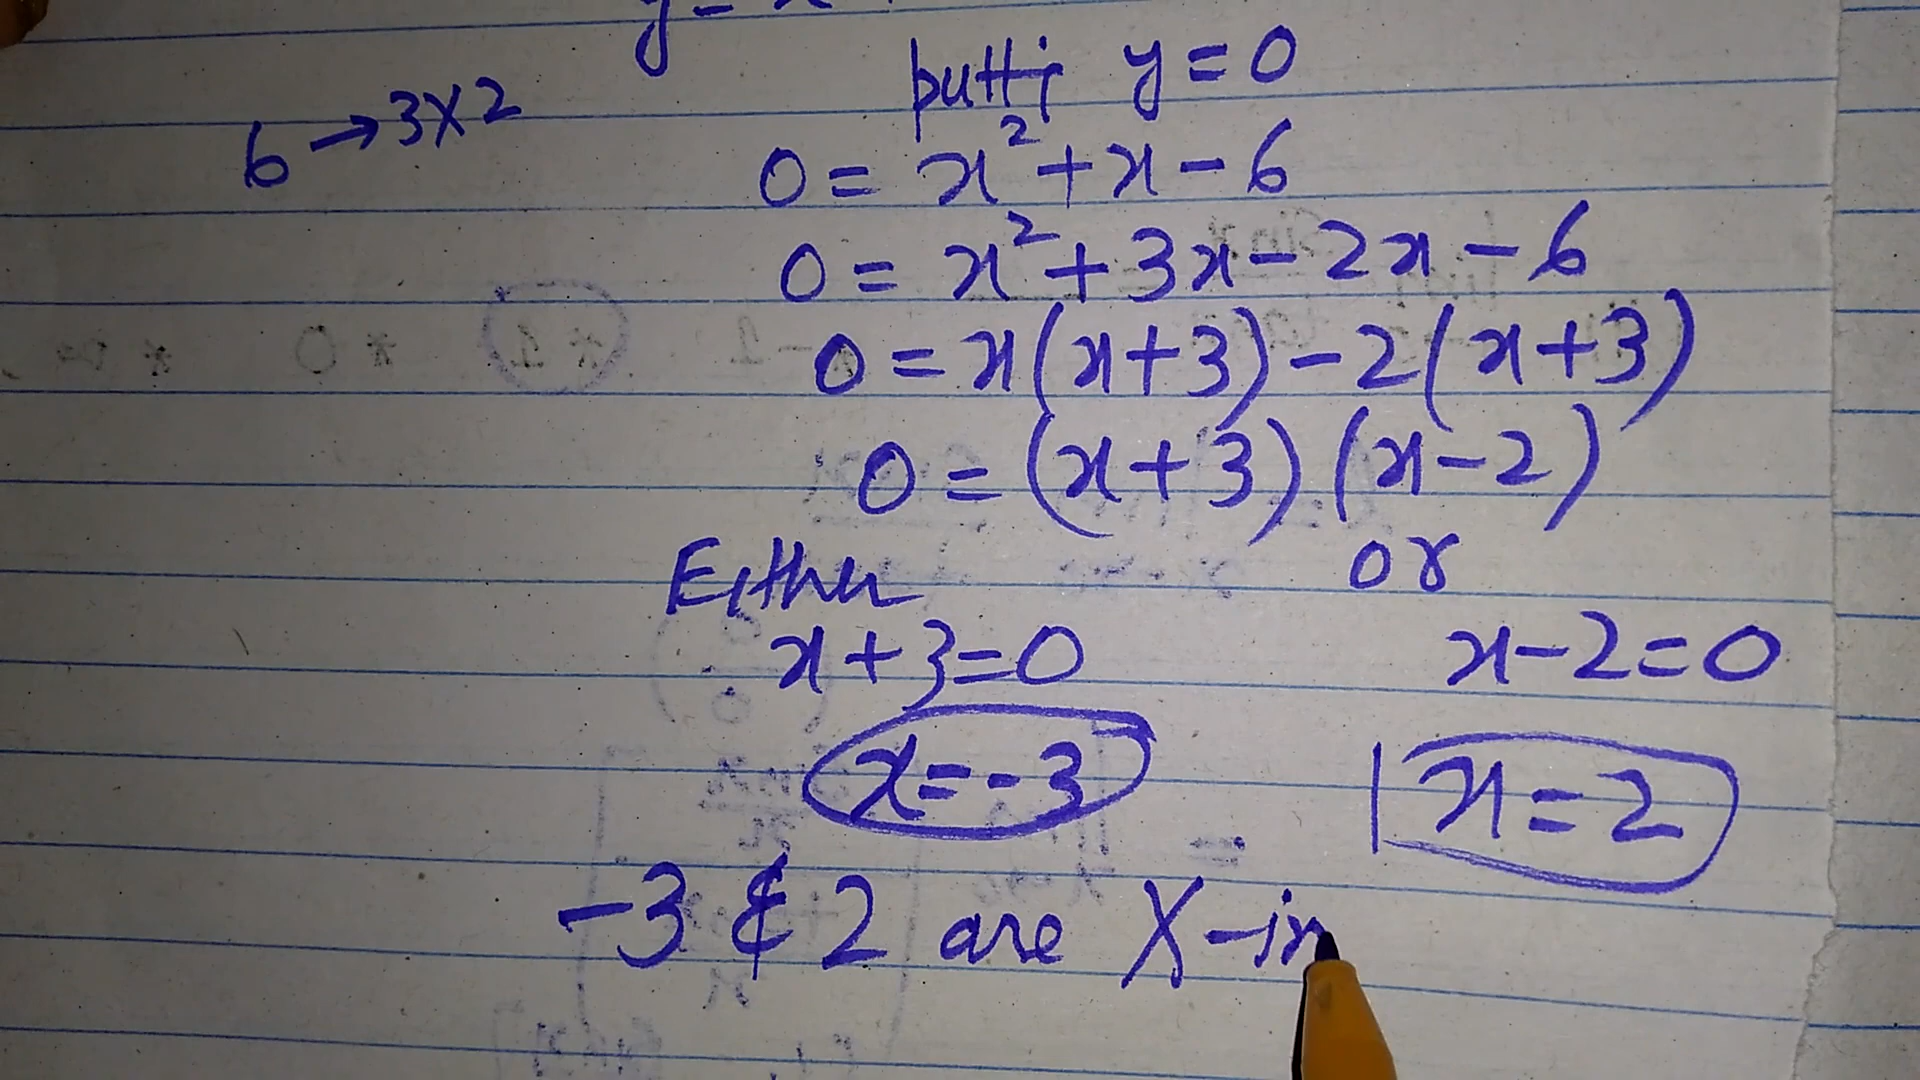 putti y = 0
6 → 3×2
0 = x² + x - 6
0 = x² + 3x - 2x - 6
0 = x(x+3) - 2(x+3)
0 = (x+3)(x-2)
Either or
x+3=0 x-2=0
x=-3 x=2
-3 & 2 are X-in